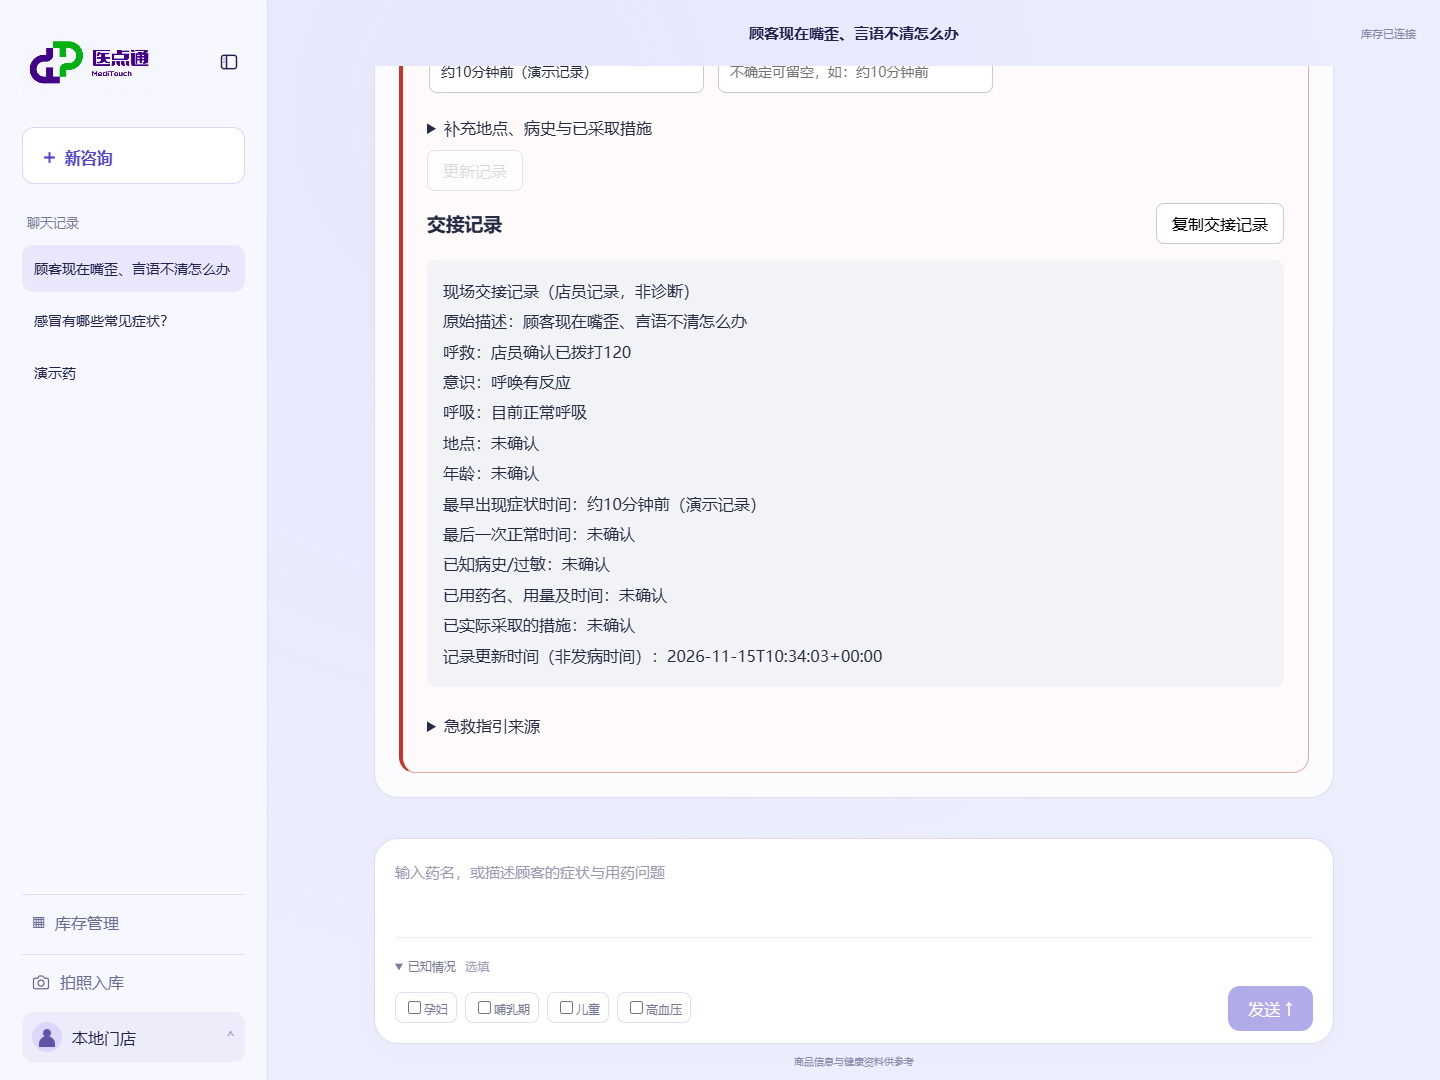 医点通
MediTouch
+ 新咨询
聊天记录
顾客现在嘴歪、言语不清怎么办
感冒有哪些常见症状？
演示药
库存管理
拍照入库
本地门店
顾客现在嘴歪、言语不清怎么办
库存已连接
约10分钟前（演示记录）
不确定可留空，如：约10分钟前
补充地点、病史与已采取措施
更新记录
交接记录
复制交接记录
现场交接记录（店员记录，非诊断）
原始描述：顾客现在嘴歪、言语不清怎么办
呼救：店员确认已拨打120
意识：呼唤有反应
呼吸：目前正常呼吸
地点：未确认
年龄：未确认
最早出现症状时间：约10分钟前（演示记录）
最后一次正常时间：未确认
已知病史/过敏：未确认
已用药名、用量及时间：未确认
已实际采取的措施：未确认
记录更新时间（非发病时间）：2026-11-15T10:34:03+00:00
急救指引来源
输入药名，或描述顾客的症状与用药问题
已知情况 选填
孕妇
哺乳期
儿童
高血压
发送↑
商品信息与健康资料供参考